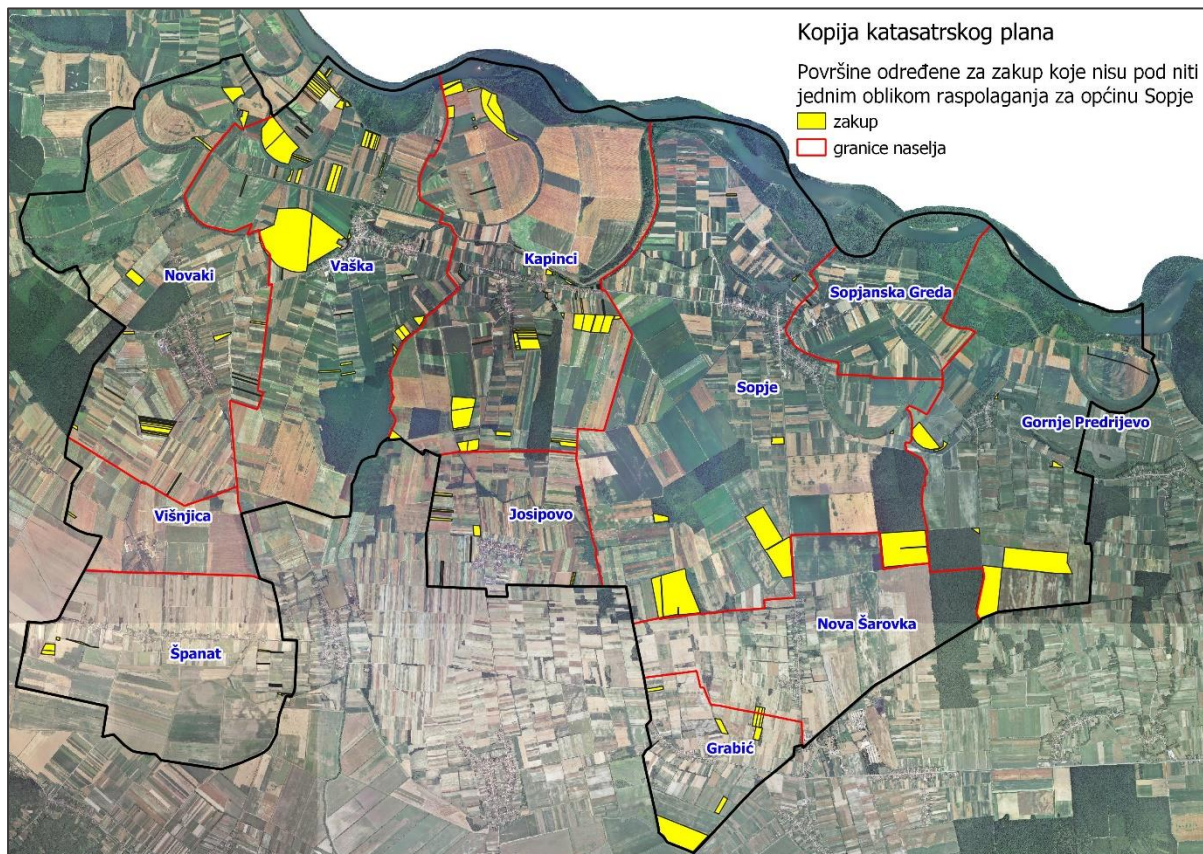 Kopija katasatrskog plana
Površine određene za zakup koje nisu pod niti
jednim oblikom raspolaganja za općinu Sopje
zakup
granice naselja
Novaki
Vaška
Kapinci
Sopjanska Greda
Sopje
Gornje Predrijevo
Višnjica
Josipovo
Nova Šarovka
Španat
Grabić